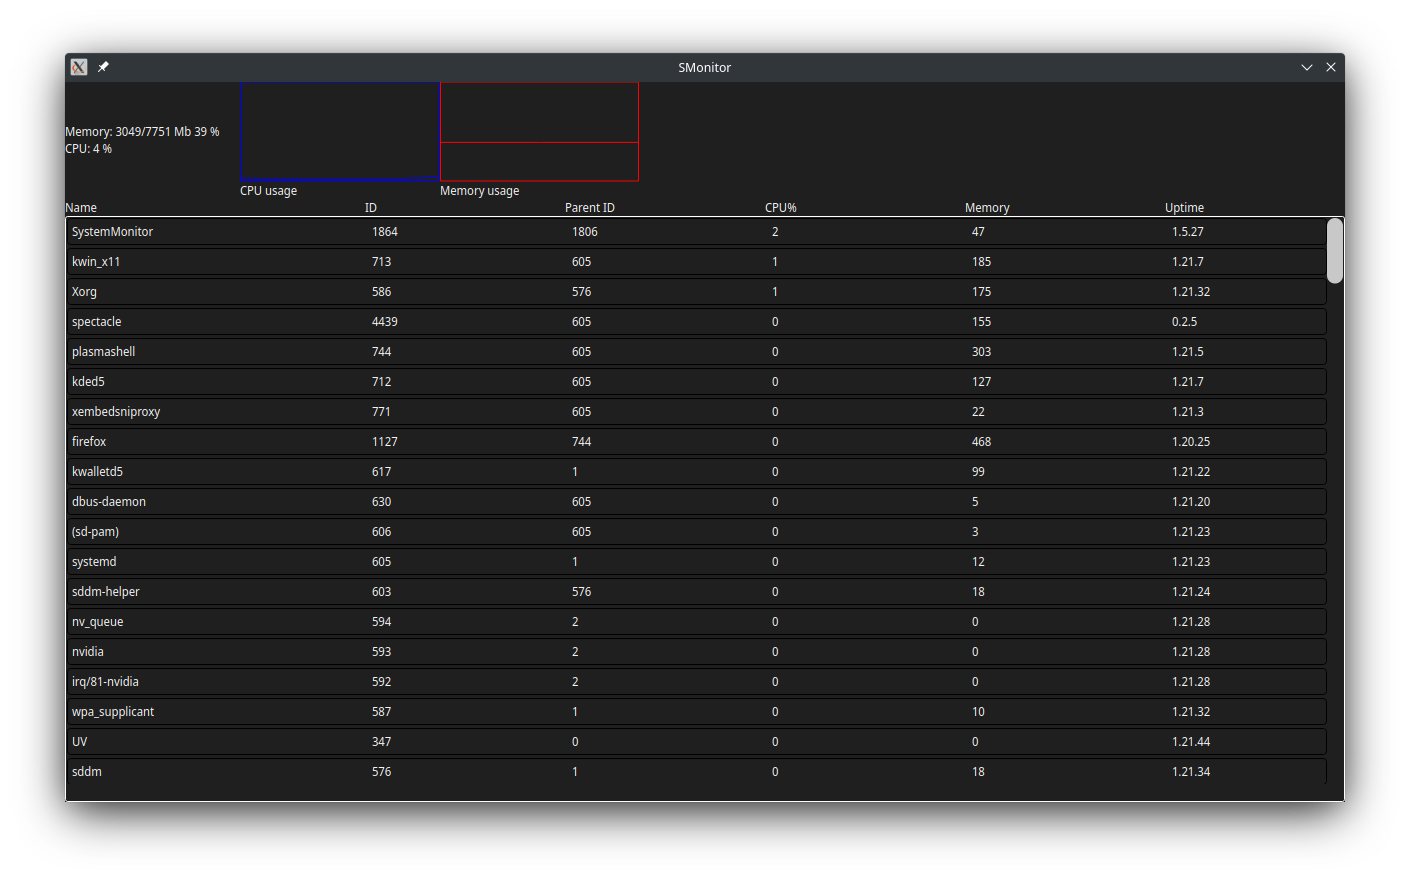 SMonitor
Memory: 3049/7751 Mb 39 %
CPU: 4 %
CPU usage Memory usage
Name ID Parent ID CPU% Memory Uptime
SystemMonitor 1864 1806 2 47 1.5.27
kwin_x11 713 605 1 185 1.21.7
Xorg 586 576 1 175 1.21.32
spectacle 4439 605 0 155 0.2.5
plasmashell 744 605 0 303 1.21.5
kded5 712 605 0 127 1.21.7
xembedsniproxy 771 605 0 22 1.21.3
firefox 1127 744 0 468 1.20.25
kwalletd5 617 1 0 99 1.21.22
dbus-daemon 630 605 0 5 1.21.20
(sd-pam) 606 605 0 3 1.21.23
systemd 605 1 0 12 1.21.23
sddm-helper 603 576 0 18 1.21.24
nv_queue 594 2 0 0 1.21.28
nvidia 593 2 0 0 1.21.28
irq/81-nvidia 592 2 0 0 1.21.28
wpa_supplicant 587 1 0 10 1.21.32
UV 347 0 0 0 1.21.44
sddm 576 1 0 18 1.21.34